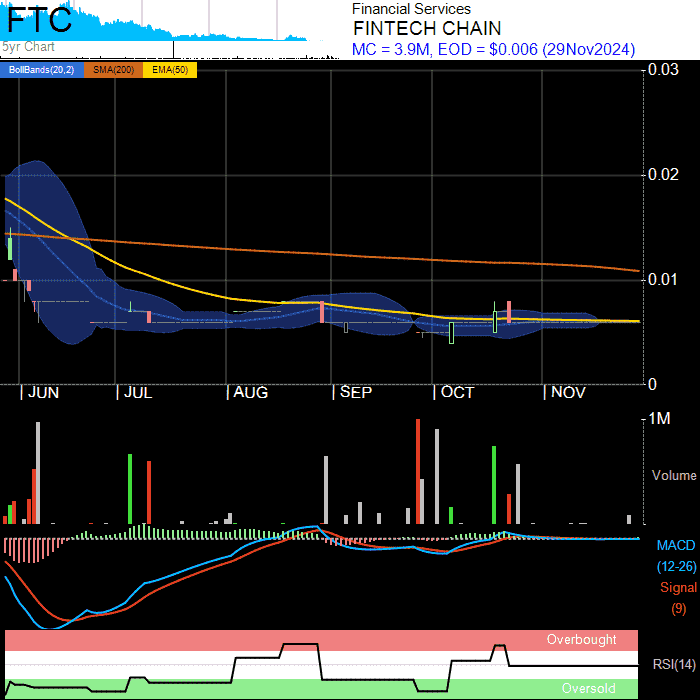 FTC
5yr Chart
Financial Services
FINTECH CHAIN
MC = 3.9M, EOD = $0.006 (29Nov2024)
BollBands(20,2) SMA(200) EMA(50)
0.03
0.02
0.01
0
JUN JUL AUG SEP OCT NOV
1M
Volume
MACD
(12-26)
Signal
(9)
Overbought
RSI(14)
Oversold